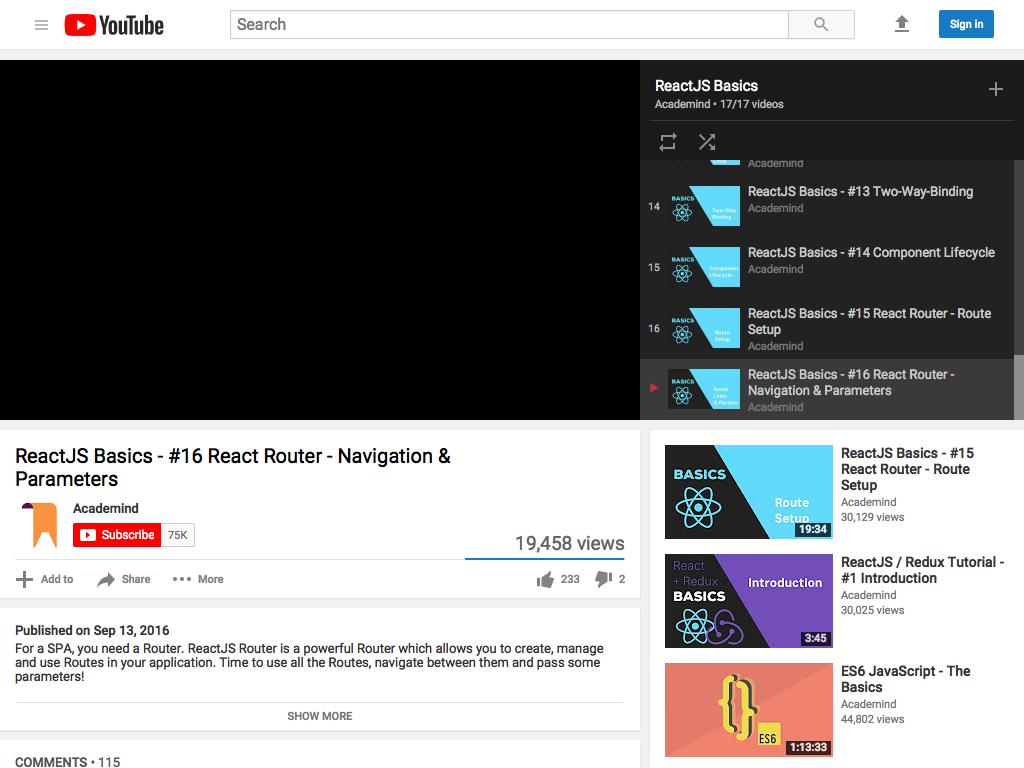 YouTube
Search
Sign in
ReactJS Basics
Academind • 17/17 videos
Academind
14
BASICS
Two-Way
Binding
ReactJS Basics - #13 Two-Way-Binding
Academind
15
BASICS
Component
Lifecycle
ReactJS Basics - #14 Component Lifecycle
Academind
16
BASICS
Route
Setup
ReactJS Basics - #15 React Router - Route
Setup
Academind
BASICS
Route
Links
& Params
ReactJS Basics - #16 React Router -
Navigation & Parameters
Academind
ReactJS Basics - #16 React Router - Navigation &
Parameters
Academind
Subscribe 75K
19,458 views
Add to Share More
233 2
Published on Sep 13, 2016
For a SPA, you need a Router. ReactJS Router is a powerful Router which allows you to create, manage
and use Routes in your application. Time to use all the Routes, navigate between them and pass some
parameters!
SHOW MORE
COMMENTS • 115
BASICS
Route
Setup
19:34
ReactJS Basics - #15
React Router - Route
Setup
Academind
30,129 views
React
+ Redux
BASICS
Introduction
3:45
ReactJS / Redux Tutorial -
#1 Introduction
Academind
30,025 views
{}
ES6
1:13:33
ES6 JavaScript - The
Basics
Academind
44,802 views